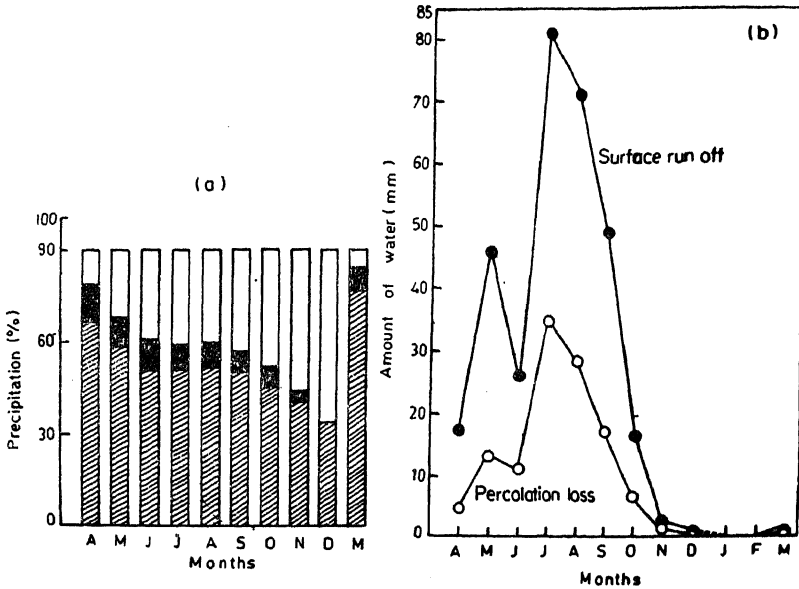 (a)
100
90
60
30
0
Precipitation (%)
A M J J A S O N D M
Months
(b)
85
80
70
60
50
40
30
20
10
0
Amount of water (mm)
Surface run off
Percolation loss
A M J J A S O N D J F M
Months